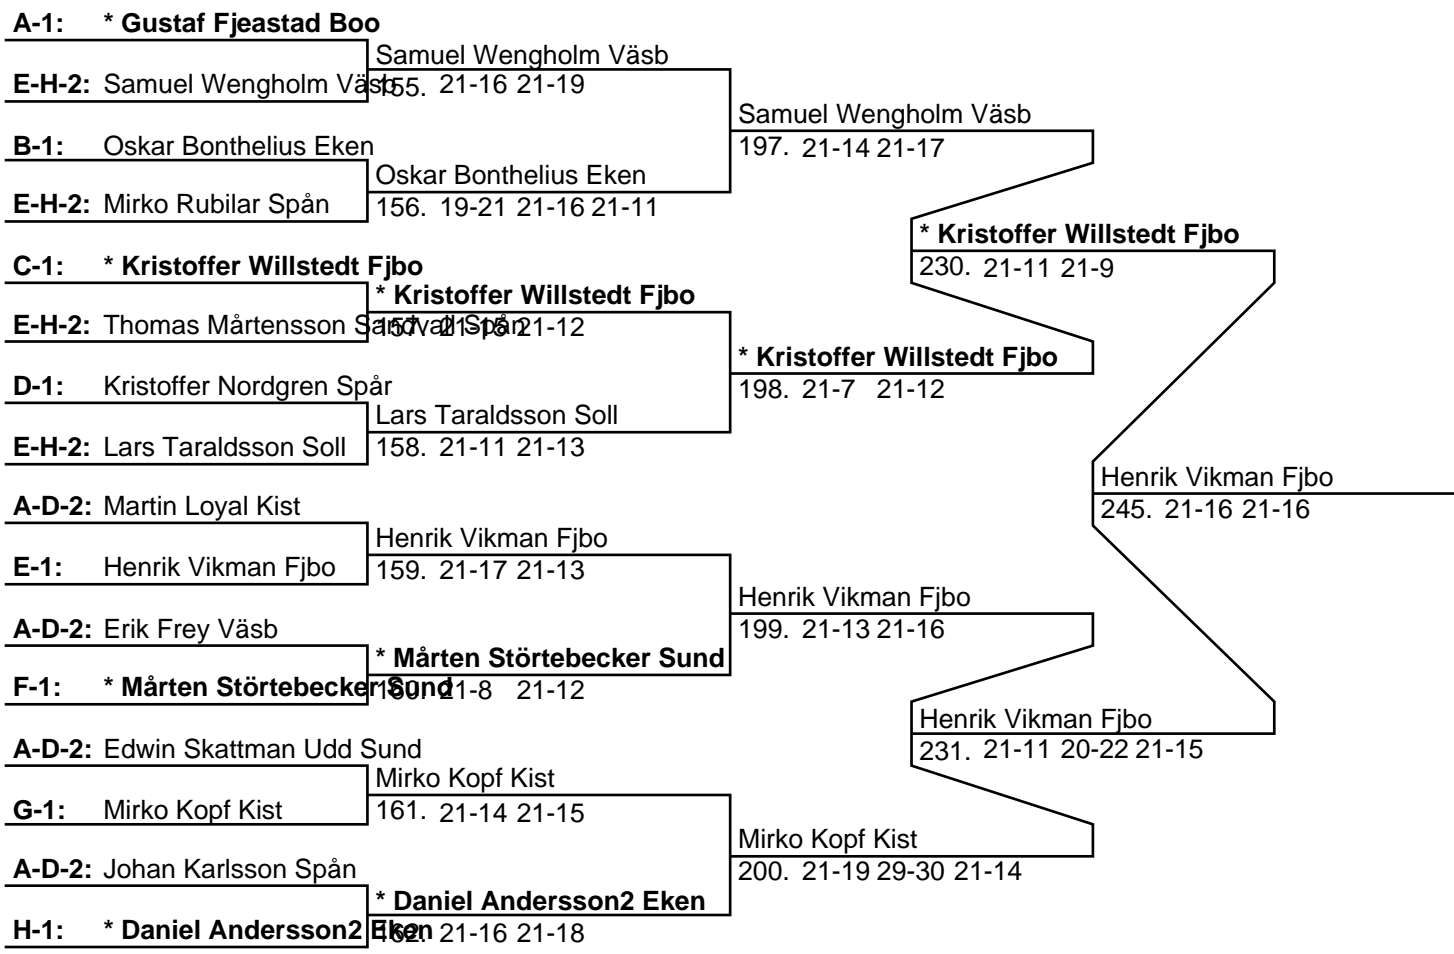 A-1: * Gustaf Fjeastad Boo
Samuel Wengholm Väsb
E-H-2: Samuel Wengholm Väsb
155. 21-16 21-19
Samuel Wengholm Väsb
197. 21-14 21-17
B-1: Oskar Bonthelius Eken
Oskar Bonthelius Eken
E-H-2: Mirko Rubilar Spån
156. 19-21 21-16 21-11
* Kristoffer Willstedt Fjbo
230. 21-11 21-9
C-1: * Kristoffer Willstedt Fjbo
* Kristoffer Willstedt Fjbo
E-H-2: Thomas Mårtensson Sandvall Spån
157. 21-15 21-12
* Kristoffer Willstedt Fjbo
198. 21-7 21-12
D-1: Kristoffer Nordgren Spår
Lars Taraldsson Soll
E-H-2: Lars Taraldsson Soll
158. 21-11 21-13
Henrik Vikman Fjbo
245. 21-16 21-16
A-D-2: Martin Loyal Kist
Henrik Vikman Fjbo
E-1: Henrik Vikman Fjbo
159. 21-17 21-13
Henrik Vikman Fjbo
199. 21-13 21-16
A-D-2: Erik Frey Väsb
* Mårten Störtebecker Sund
F-1: * Mårten Störtebecker Sund
160. 21-8 21-12
Henrik Vikman Fjbo
231. 21-11 20-22 21-15
A-D-2: Edwin Skattman Udd Sund
Mirko Kopf Kist
G-1: Mirko Kopf Kist
161. 21-14 21-15
Mirko Kopf Kist
200. 21-19 29-30 21-14
A-D-2: Johan Karlsson Spån
* Daniel Andersson2 Eken
H-1: * Daniel Andersson2 Eken
162. 21-16 21-18